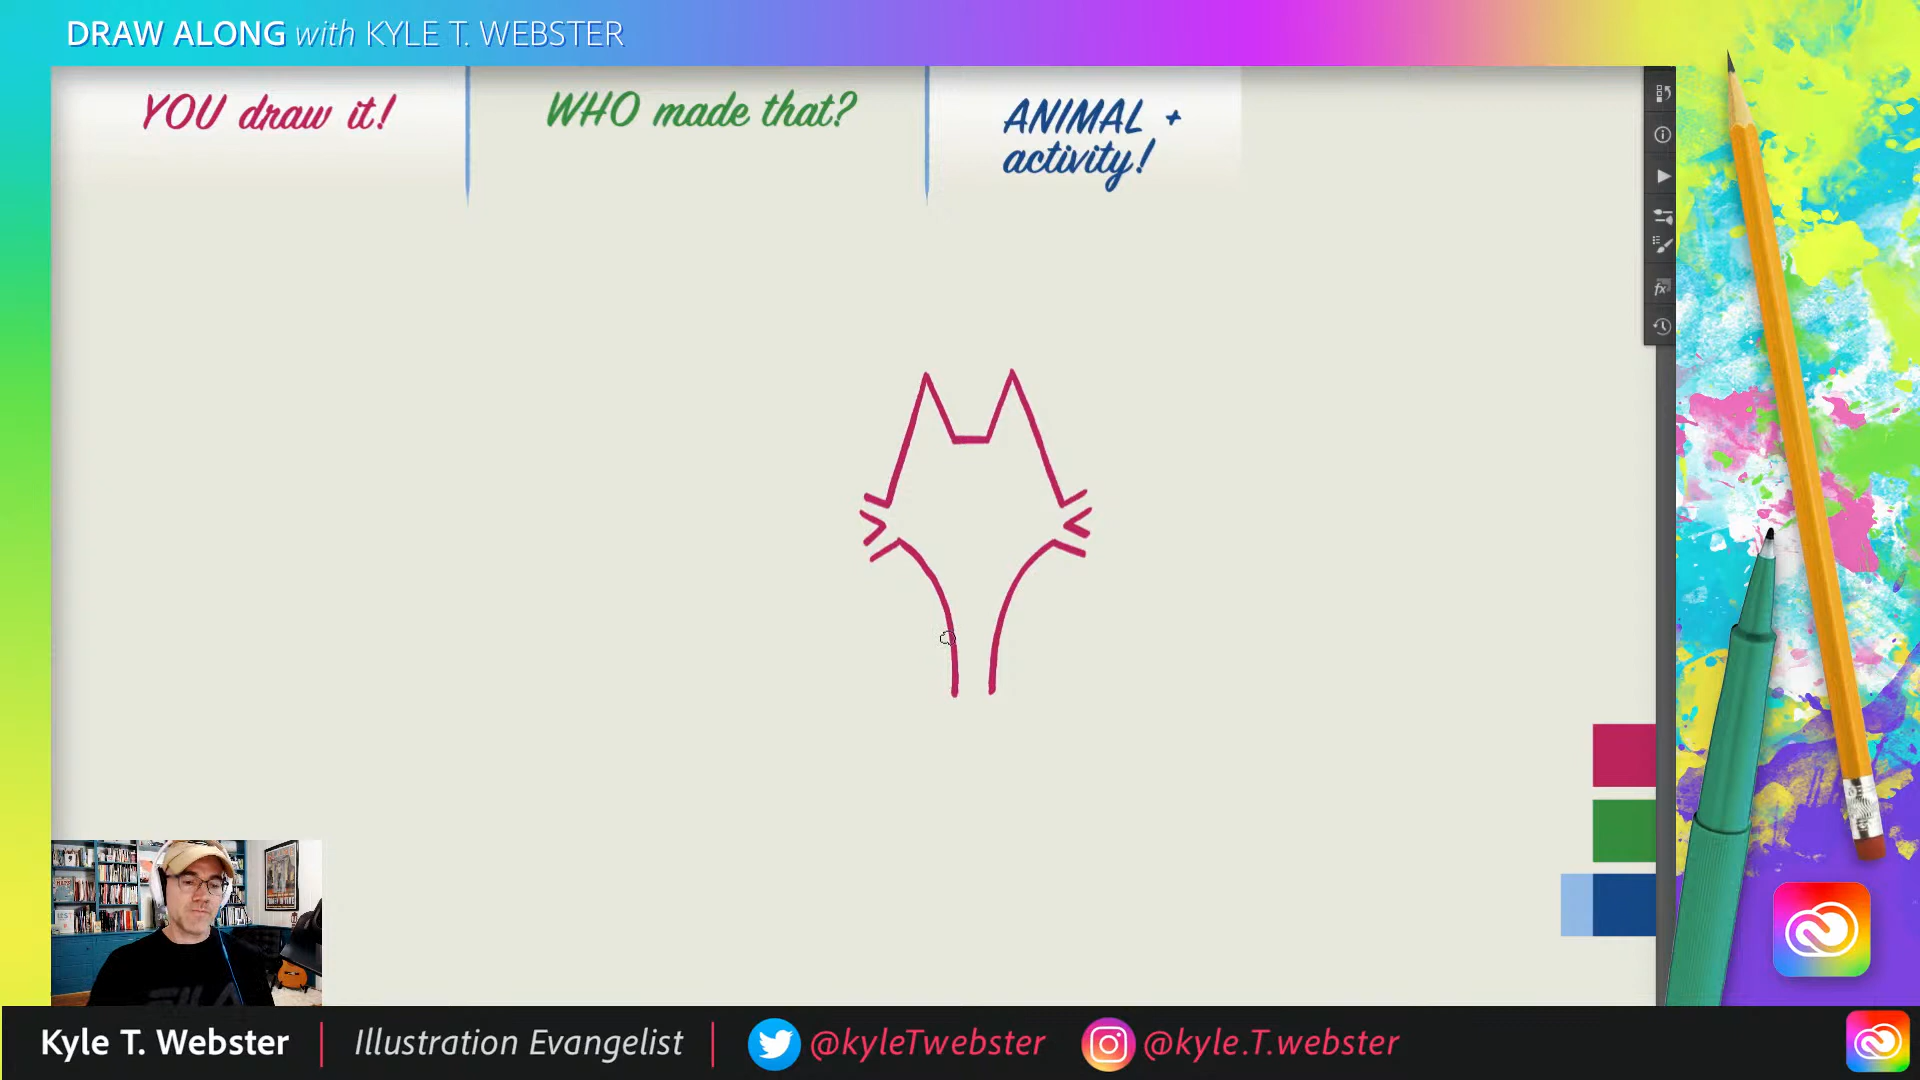 DRAW ALONG with KYLE T. WEBSTER
YOU draw it!
WHO made that?
ANIMAL +
activity!
fx
Kyle T. Webster | Illustration Evangelist | @kyleTwebster @kyle.T.webster